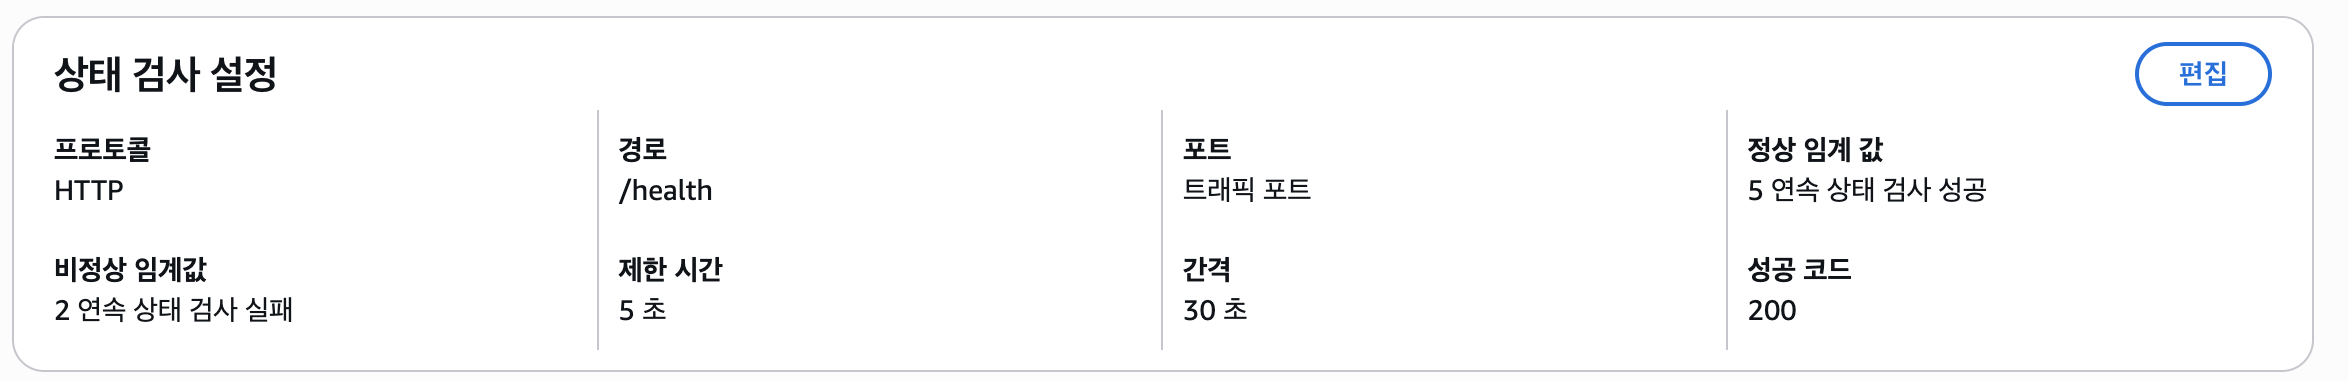 상태 검사 설정
편집
프로토콜
HTTP
경로
/health
포트
트래픽 포트
정상 임계 값
5 연속 상태 검사 성공
비정상 임계값
2 연속 상태 검사 실패
제한 시간
5 초
간격
30 초
성공 코드
200